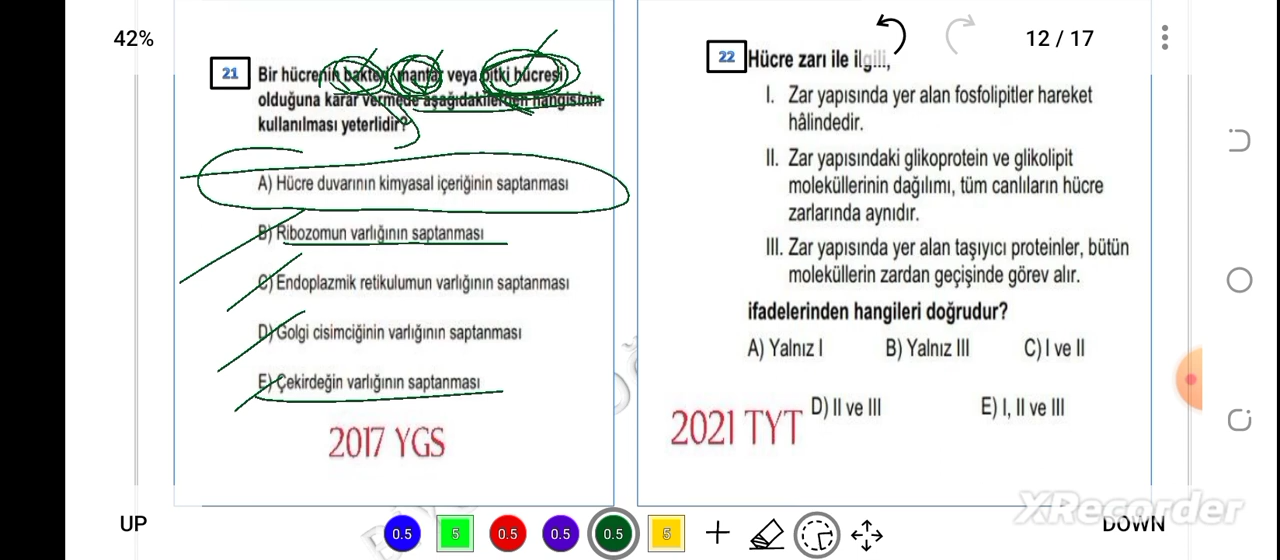 42%
12 / 17
21
Bir hücrenin bakteri, mantar veya bitki hücresi
olduğuna karar vermede aşağıdakilerden hangisinin
kullanılması yeterlidir?
A) Hücre duvarının kimyasal içeriğinin saptanması
B) Ribozomun varlığının saptanması
C) Endoplazmik retikulumun varlığının saptanması
D) Golgi cisimciğinin varlığının saptanması
E) Çekirdeğin varlığının saptanması
2017 YGS
22
Hücre zarı ile ilgili,
I. Zar yapısında yer alan fosfolipitler hareket
hâlindedir.
II. Zar yapısındaki glikoprotein ve glikolipit
moleküllerinin dağılımı, tüm canlıların hücre
zarlarında aynıdır.
III. Zar yapısında yer alan taşıyıcı proteinler, bütün
moleküllerin zardan geçişinde görev alır.
ifadelerinden hangileri doğrudur?
A) Yalnız I B) Yalnız III C) I ve II
D) II ve III E) I, II ve III
2021 TYT
XRecorder
UP
0.5 5 0.5 0.5 0.5 5
DOWN